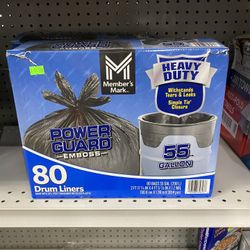 Member's
Mark
HEAVY
DUTY
Withstands
Tears & Leaks
Simple Tie
Closure
POWER
GUARD
EMBOSS
55
GALLON
80
Drum Liners